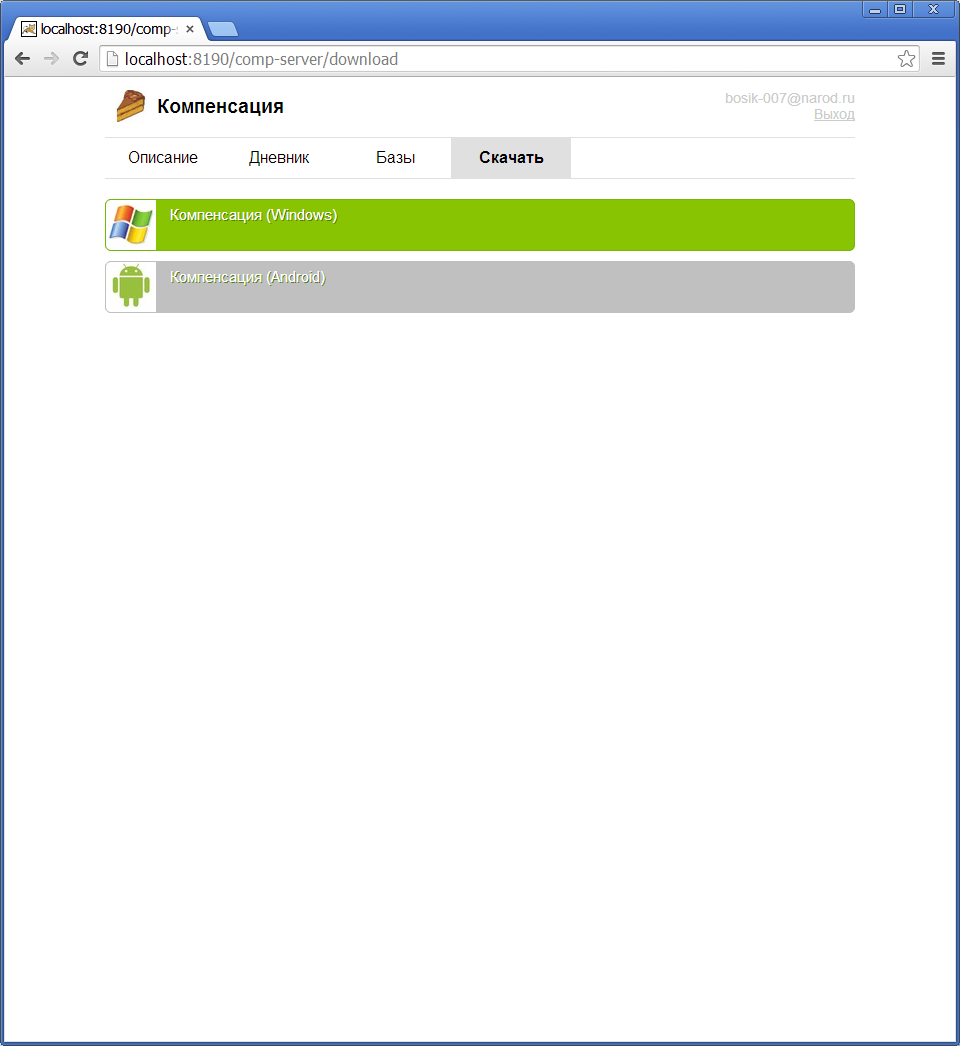 localhost:8190/comp-s
localhost:8190/comp-server/download
Компенсация
bosik-007@narod.ru
Выход
Описание Дневник Базы Скачать
Компенсация (Windows)
Компенсация (Android)